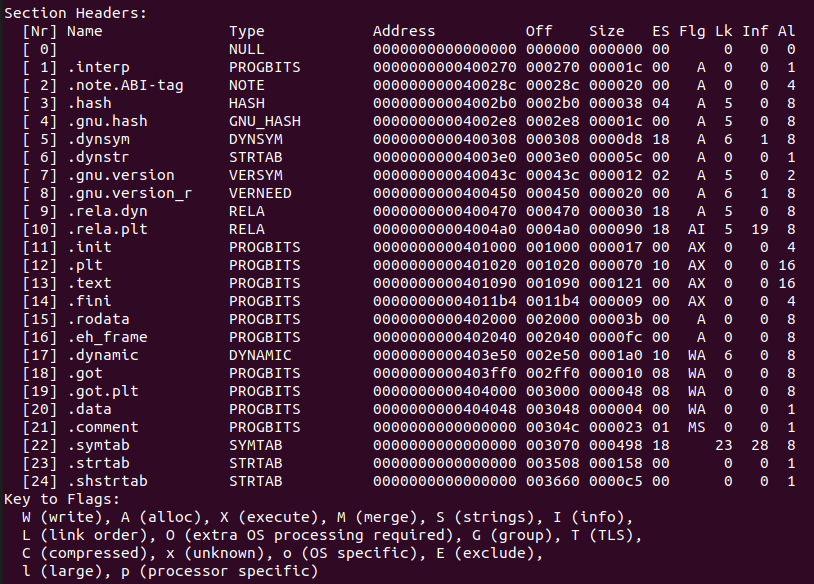 Section Headers:
  [Nr] Name              Type            Address          Off    Size   ES Flg Lk Inf Al
  [ 0]                   NULL            0000000000000000 000000 000000 00      0   0  0
  [ 1] .interp           PROGBITS        0000000000400270 000270 00001c 00   A  0   0  1
  [ 2] .note.ABI-tag     NOTE            000000000040028c 00028c 000020 00   A  0   0  4
  [ 3] .hash             HASH            00000000004002b0 0002b0 000038 04   A  5   0  8
  [ 4] .gnu.hash         GNU_HASH        00000000004002e8 0002e8 00001c 00   A  5   0  8
  [ 5] .dynsym           DYNSYM          0000000000400308 000308 0000d8 18   A  6   1  8
  [ 6] .dynstr           STRTAB          00000000004003e0 0003e0 00005c 00   A  0   0  1
  [ 7] .gnu.version      VERSYM          000000000040043c 00043c 000012 02   A  5   0  2
  [ 8] .gnu.version_r    VERNEED         0000000000400450 000450 000020 00   A  6   1  8
  [ 9] .rela.dyn         RELA            0000000000400470 000470 000030 18   A  5   0  8
  [10] .rela.plt         RELA            00000000004004a0 0004a0 000090 18  AI  5  19  8
  [11] .init             PROGBITS        0000000000401000 001000 000017 00  AX  0   0  4
  [12] .plt              PROGBITS        0000000000401020 001020 000070 10  AX  0   0 16
  [13] .text             PROGBITS        0000000000401090 001090 000121 00  AX  0   0 16
  [14] .fini             PROGBITS        00000000004011b4 0011b4 000009 00  AX  0   0  4
  [15] .rodata           PROGBITS        0000000000402000 002000 00003b 00   A  0   0  8
  [16] .eh_frame         PROGBITS        0000000000402040 002040 0000fc 00   A  0   0  8
  [17] .dynamic          DYNAMIC         0000000000403e50 002e50 0001a0 10  WA  6   0  8
  [18] .got              PROGBITS        0000000000403ff0 002ff0 000010 08  WA  0   0  8
  [19] .got.plt          PROGBITS        0000000000404000 003000 000048 08  WA  0   0  8
  [20] .data             PROGBITS        0000000000404048 003048 000004 00  WA  0   0  1
  [21] .comment          PROGBITS        0000000000000000 00304c 000023 01  MS  0   0  1
  [22] .symtab           SYMTAB          0000000000000000 003070 000498 18     23  28  8
  [23] .strtab           STRTAB          0000000000000000 003508 000158 00      0   0  1
  [24] .shstrtab         STRTAB          0000000000000000 003660 0000c5 00      0   0  1
Key to Flags:
  W (write), A (alloc), X (execute), M (merge), S (strings), I (info),
  L (link order), O (extra OS processing required), G (group), T (TLS),
  C (compressed), x (unknown), o (OS specific), E (exclude),
  l (large), p (processor specific)